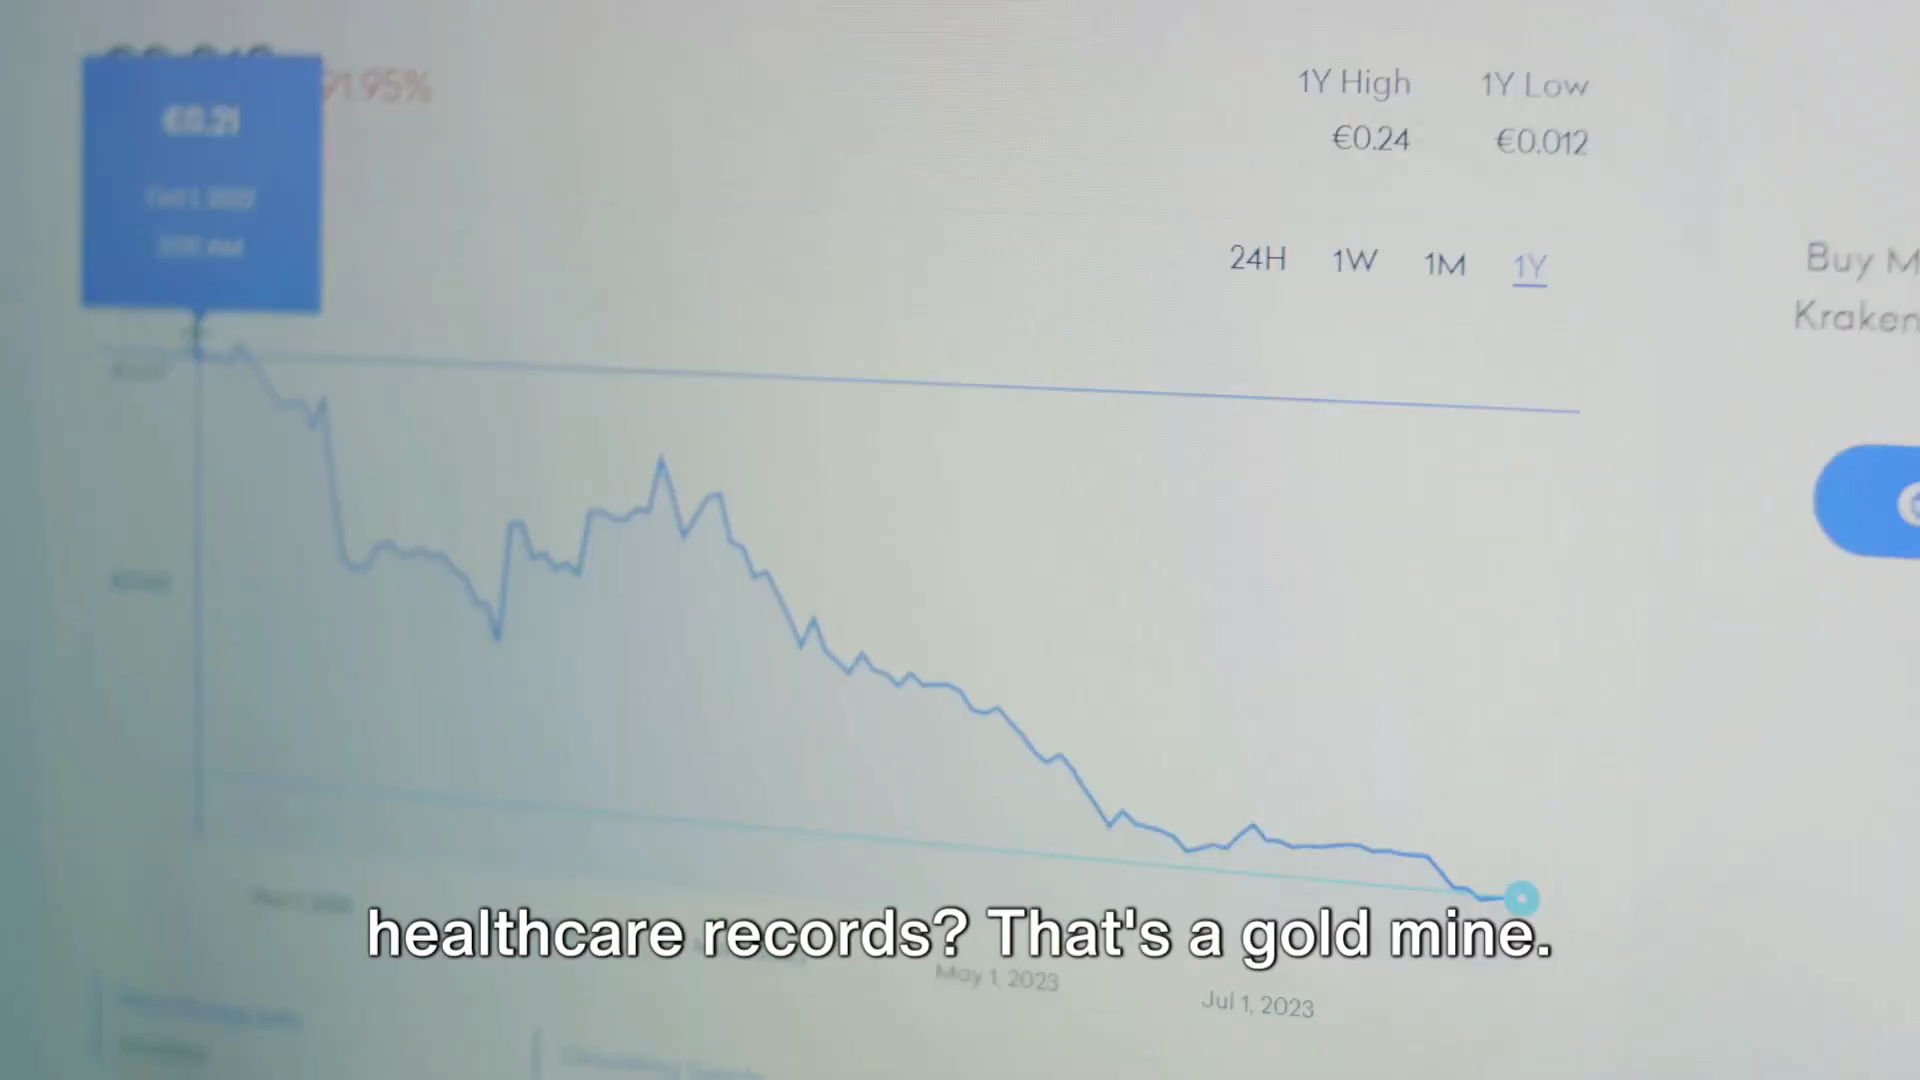 91.95%
€0.21
1Y High 1Y Low
€0.24 €0.012
24H 1W 1M 1Y
Buy M
Kraken
healthcare records? That's a gold mine.
May 1, 2023
Jul 1, 2023